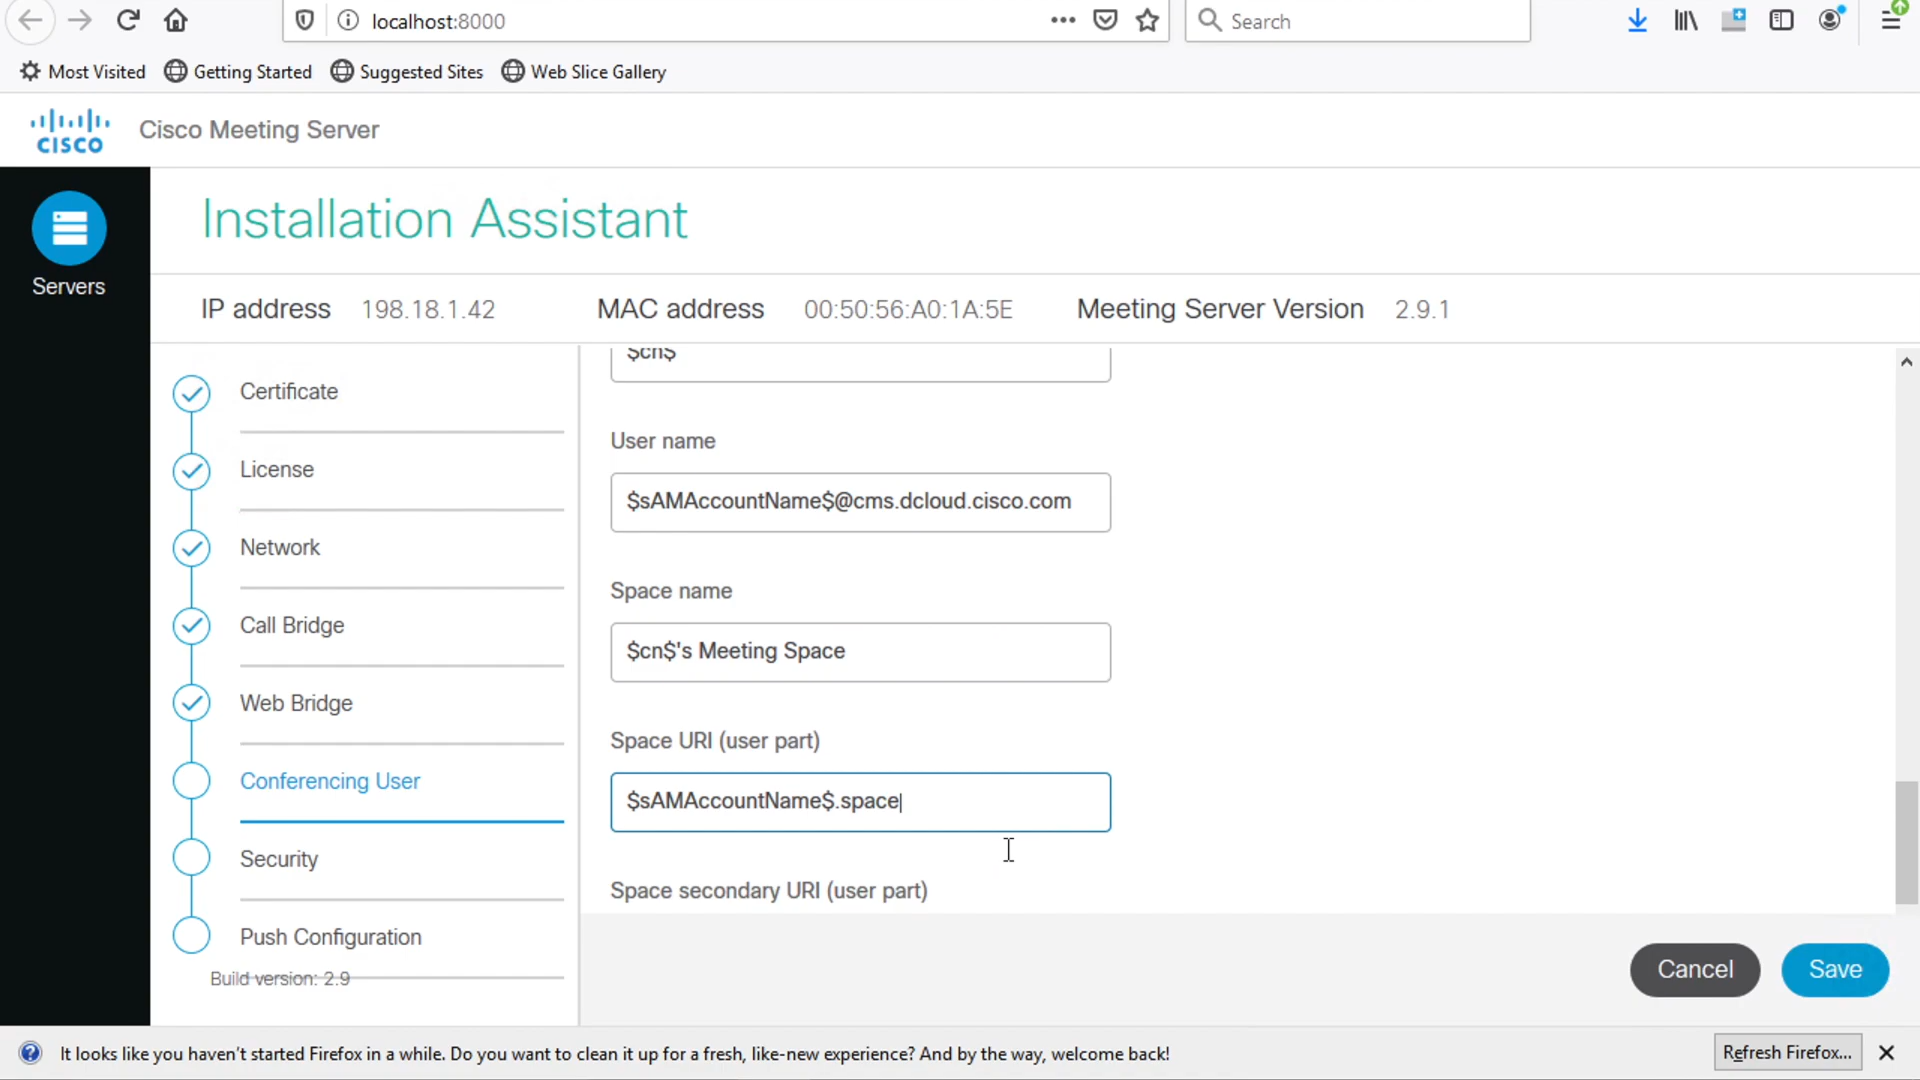 localhost:8000
Search
Most Visited
Getting Started
Suggested Sites
Web Slice Gallery
CISCO
Cisco Meeting Server
Installation Assistant
Servers
IP address 198.18.1.42
MAC address 00:50:56:A0:1A:5E
Meeting Server Version 2.9.1
Certificate
License
Network
Call Bridge
Web Bridge
Conferencing User
Security
Push Configuration
Build version: 2.9
$cn$
User name
$sAMAccountName$@cms.dcloud.cisco.com
Space name
$cn$'s Meeting Space
Space URI (user part)
$sAMAccountName$.space
Space secondary URI (user part)
Cancel
Save
It looks like you haven't started Firefox in a while. Do you want to clean it up for a fresh, like-new experience? And by the way, welcome back!
Refresh Firefox...